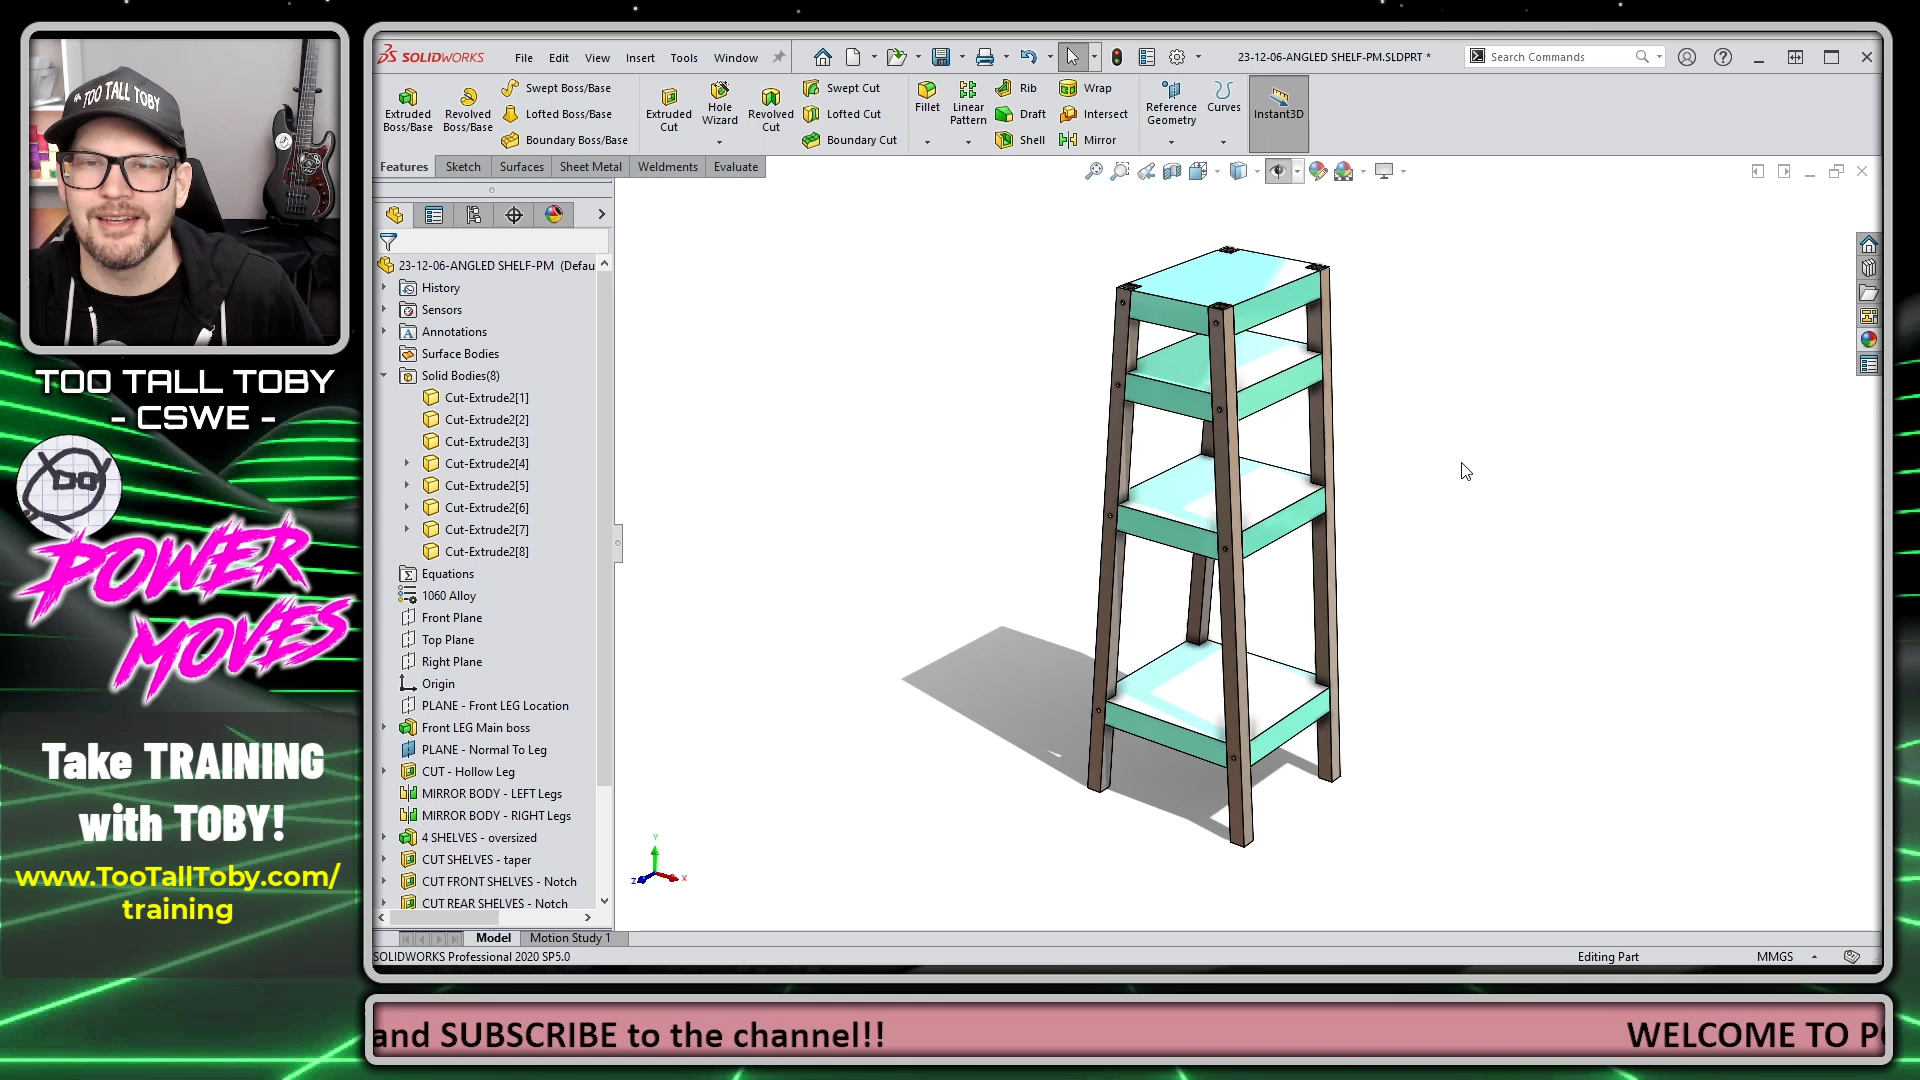 TOO TALL TOBY
TOO TALL TOBY
- CSWE -
POWER
MOVES
Take TRAINING
with TOBY!
www.TooTallToby.com/
training
SOLIDWORKS
File Edit View Insert Tools Window
23-12-06-ANGLED SHELF-PM.SLDPRT *
Search Commands
Extruded Boss/Base
Revolved Boss/Base
Swept Boss/Base
Lofted Boss/Base
Boundary Boss/Base
Extruded Cut
Hole Wizard
Revolved Cut
Swept Cut
Lofted Cut
Boundary Cut
Fillet
Linear Pattern
Rib
Draft
Shell
Wrap
Intersect
Mirror
Reference Geometry
Curves
Instant3D
Features Sketch Surfaces Sheet Metal Weldments Evaluate
23-12-06-ANGLED SHELF-PM (Defau
History
Sensors
Annotations
Surface Bodies
Solid Bodies(8)
Cut-Extrude2[1]
Cut-Extrude2[2]
Cut-Extrude2[3]
Cut-Extrude2[4]
Cut-Extrude2[5]
Cut-Extrude2[6]
Cut-Extrude2[7]
Cut-Extrude2[8]
Equations
1060 Alloy
Front Plane
Top Plane
Right Plane
Origin
PLANE - Front LEG Location
Front LEG Main boss
PLANE - Normal To Leg
CUT - Hollow Leg
MIRROR BODY - LEFT Legs
MIRROR BODY - RIGHT Legs
4 SHELVES - oversized
CUT SHELVES - taper
CUT FRONT SHELVES - Notch
CUT REAR SHELVES - Notch
Y
Z X
Model Motion Study 1
SOLIDWORKS Professional 2020 SP5.0
Editing Part
MMGS
and SUBSCRIBE to the channel!! WELCOME TO P